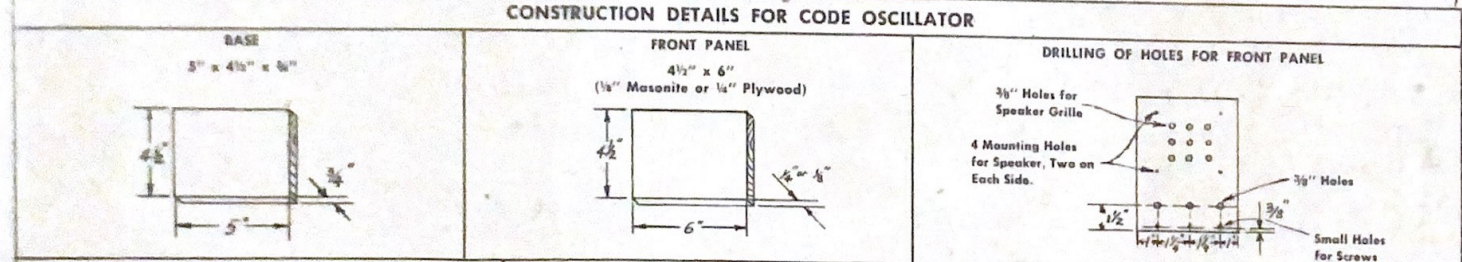 CONSTRUCTION DETAILS FOR CODE OSCILLATOR
BASE
5" x 4½" x ¾"
4½"
¾"
5"
FRONT PANEL
4½" x 6"
(⅛" Masonite or ¼" Plywood)
4½"
¼" or ⅛"
6"
DRILLING OF HOLES FOR FRONT PANEL
⅜" Holes for
Speaker Grille
4 Mounting Holes
for Speaker, Two on
Each Side.
⅜" Holes
1½"
3/8"
Small Holes
for Screws